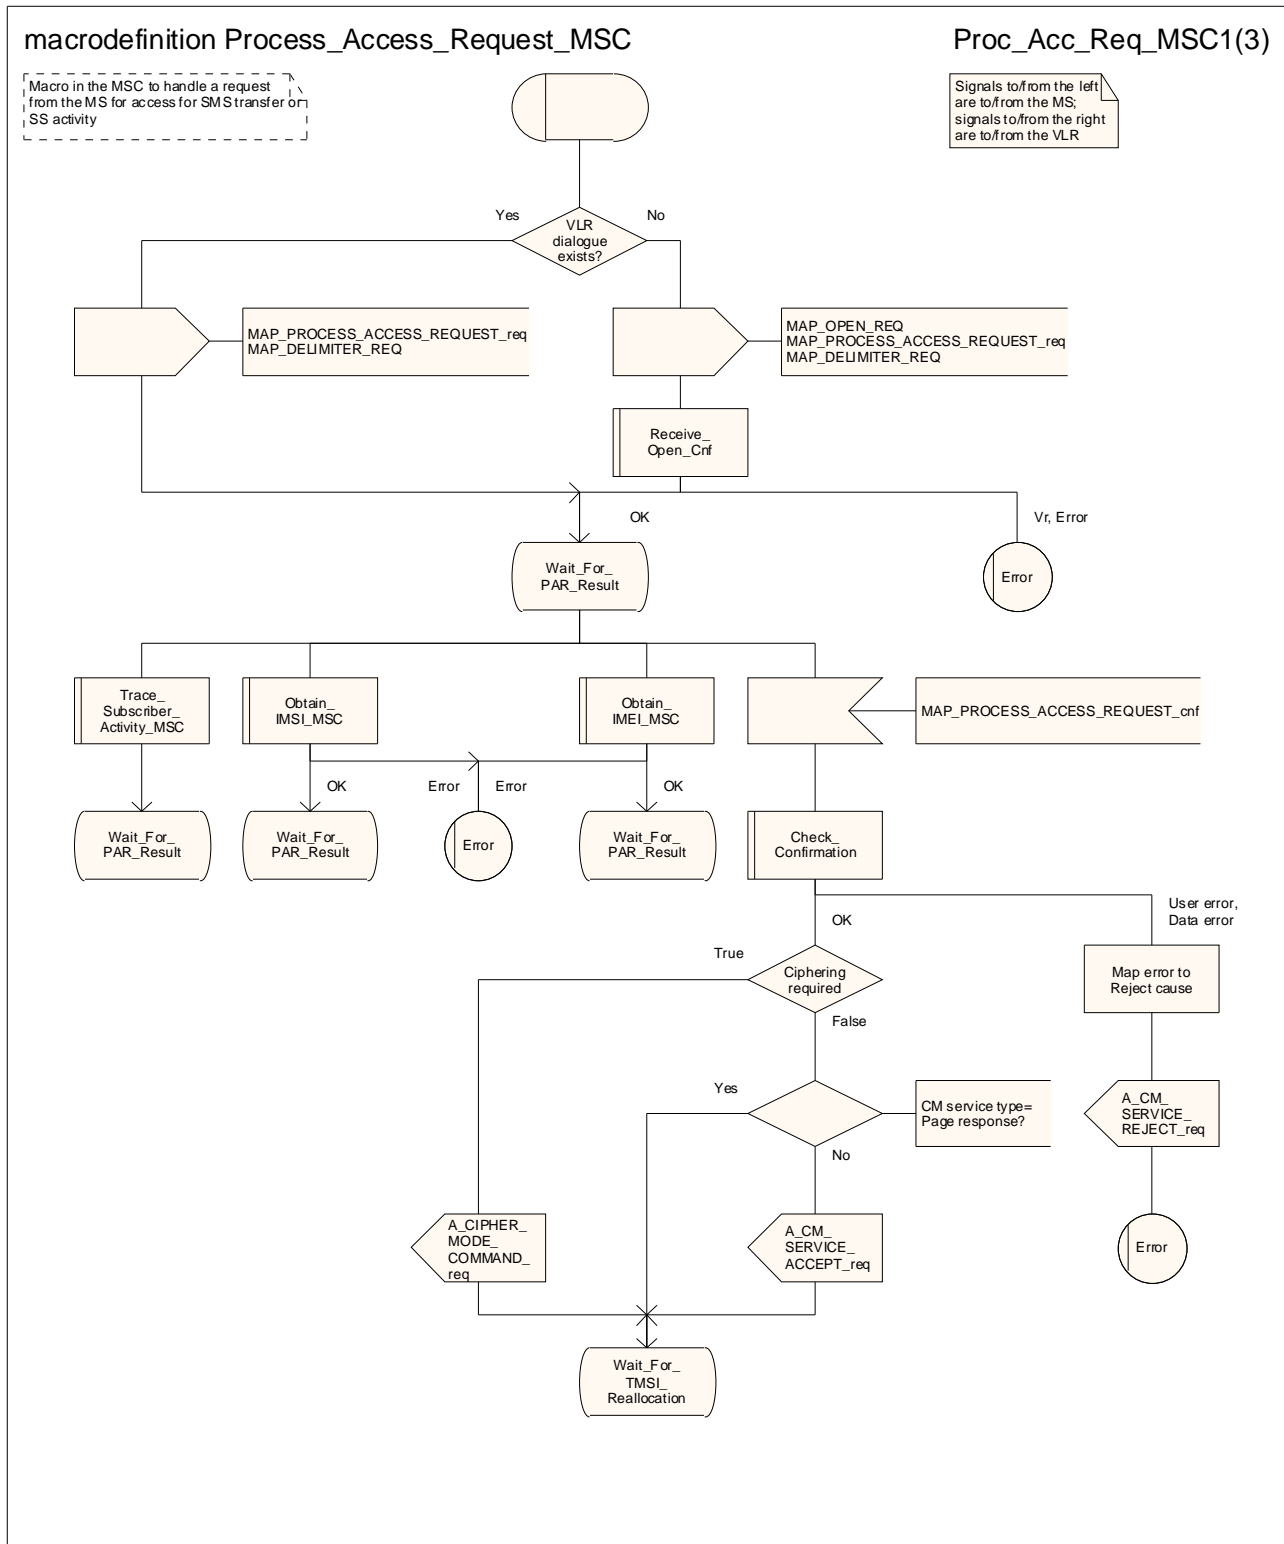 macrodefinition Process_Access_Request_MSC
Proc_Acc_Req_MSC1(3)
Macro in the MSC to handle a request
from the MS for access for SMS transfer or
SS activity
Signals to/from the left
are to/from the MS;
signals to/from the right
are to/from the VLR
Yes
No
VLR
dialogue
exists?
MAP_PROCESS_ACCESS_REQUEST_req
MAP_DELIMITER_REQ
MAP_OPEN_REQ
MAP_PROCESS_ACCESS_REQUEST_req
MAP_DELIMITER_REQ
Receive_
Open_Cnf
OK
Vr, Error
Wait_For_
PAR_Result
Error
Trace_
Subscriber_
Activity_MSC
Obtain_
IMSI_MSC
Obtain_
IMEI_MSC
MAP_PROCESS_ACCESS_REQUEST_cnf
OK
Error
Error
OK
Wait_For_
PAR_Result
Wait_For_
PAR_Result
Error
Wait_For_
PAR_Result
Check_
Confirmation
User error,
Data error
OK
True
Ciphering
required
Map error to
Reject cause
False
Yes
CM service type=
Page response?
A_CM_
SERVICE_
REJECT_req
No
A_CIPHER_
MODE_
COMMAND_
req
A_CM_
SERVICE_
ACCEPT_req
Error
Wait_For_
TMSI_
Reallocation